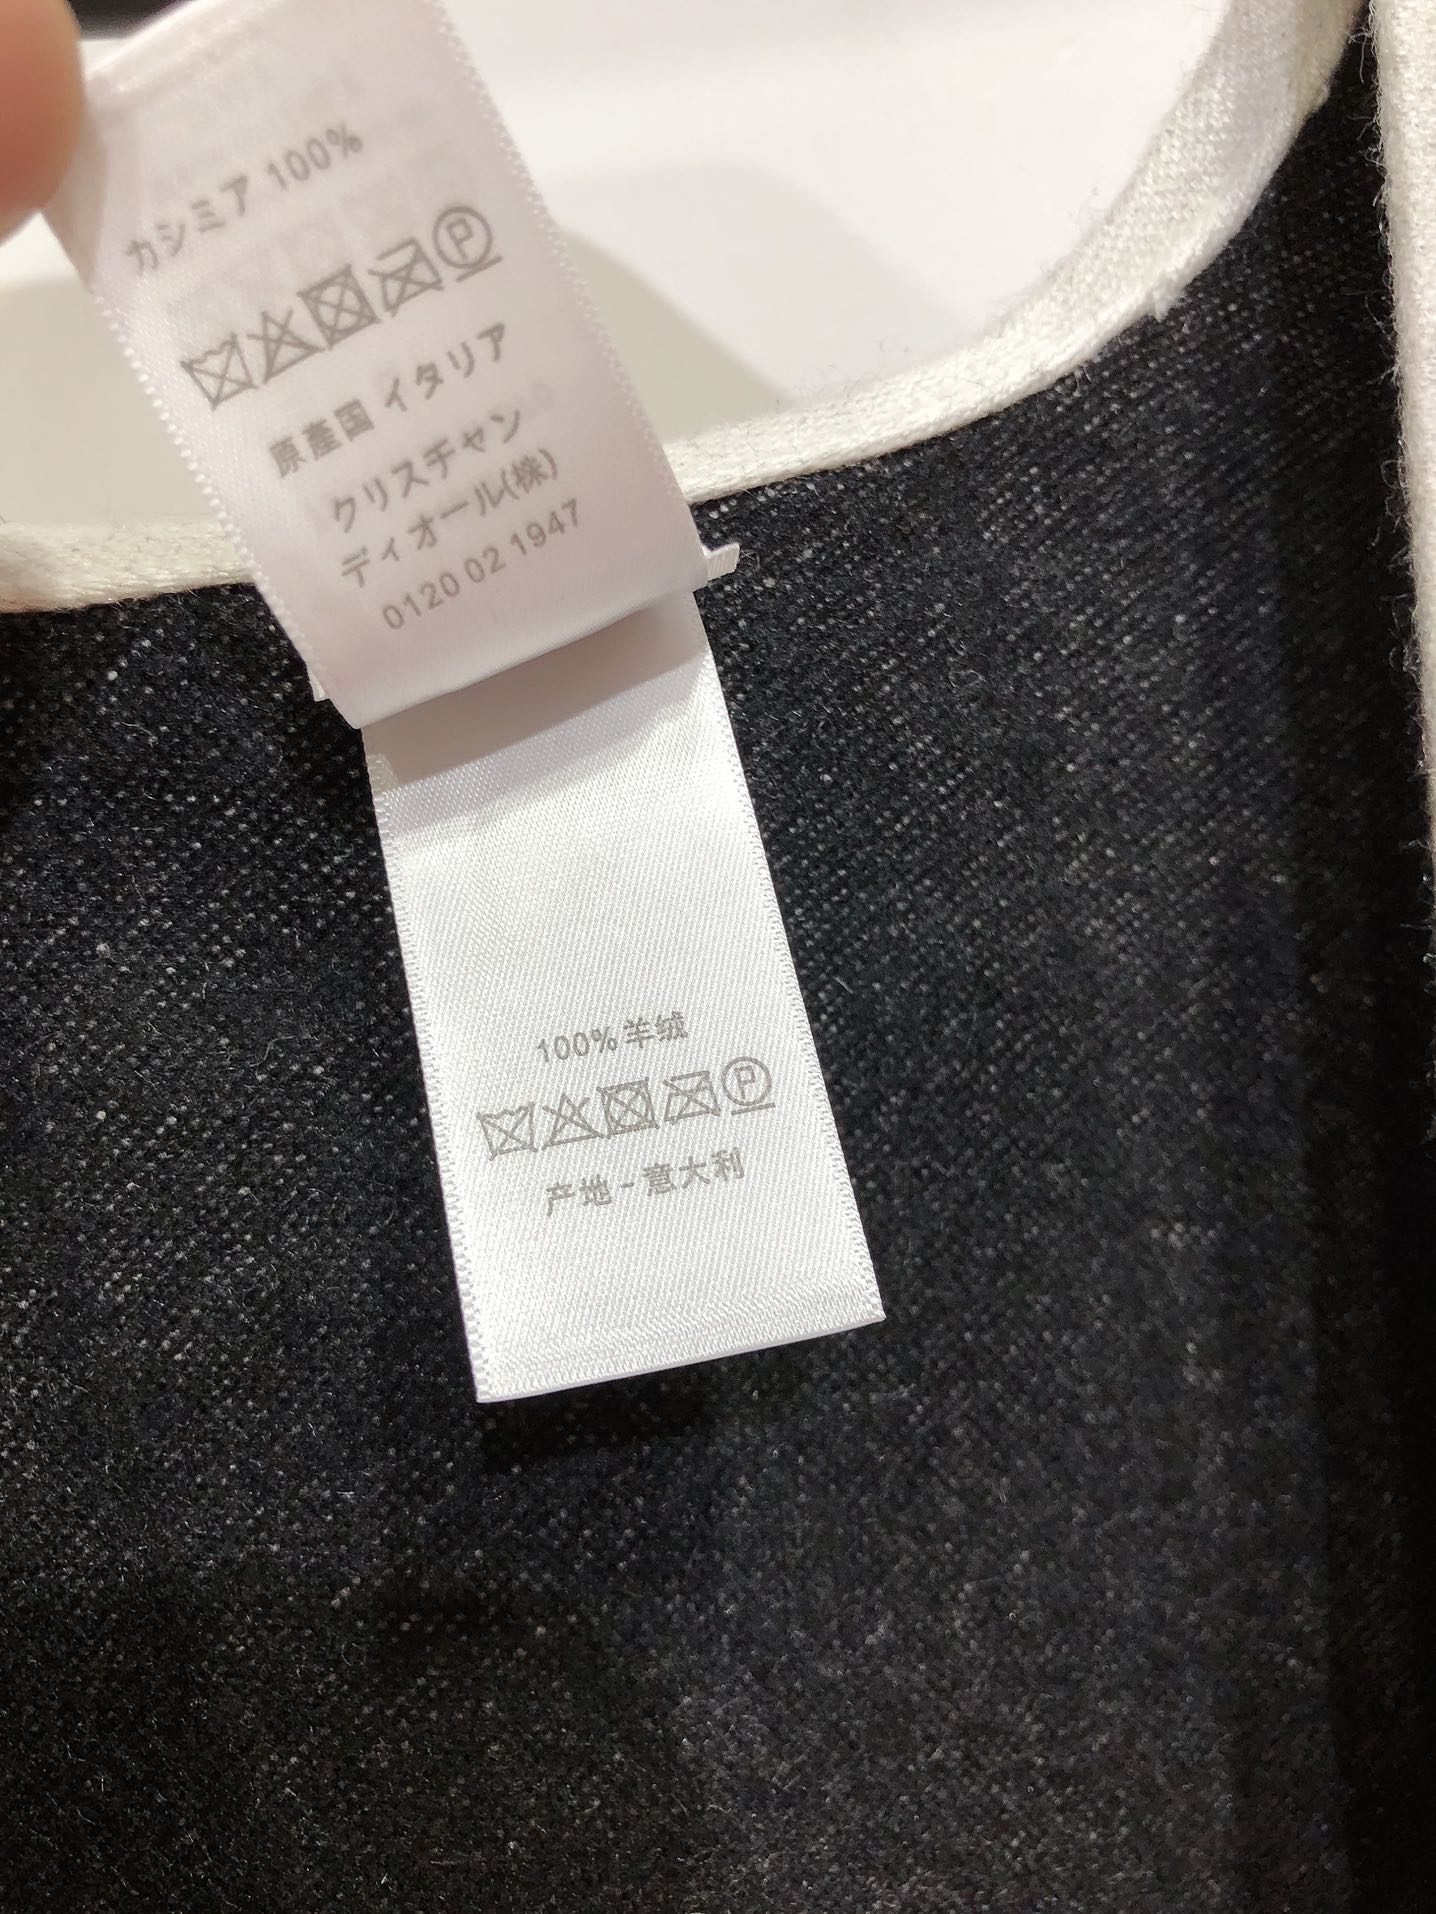 カシミア 100%
原産国 イタリア
クリスチャン
ディオール(株)
0120 02 1947
100%羊绒
产地-意大利